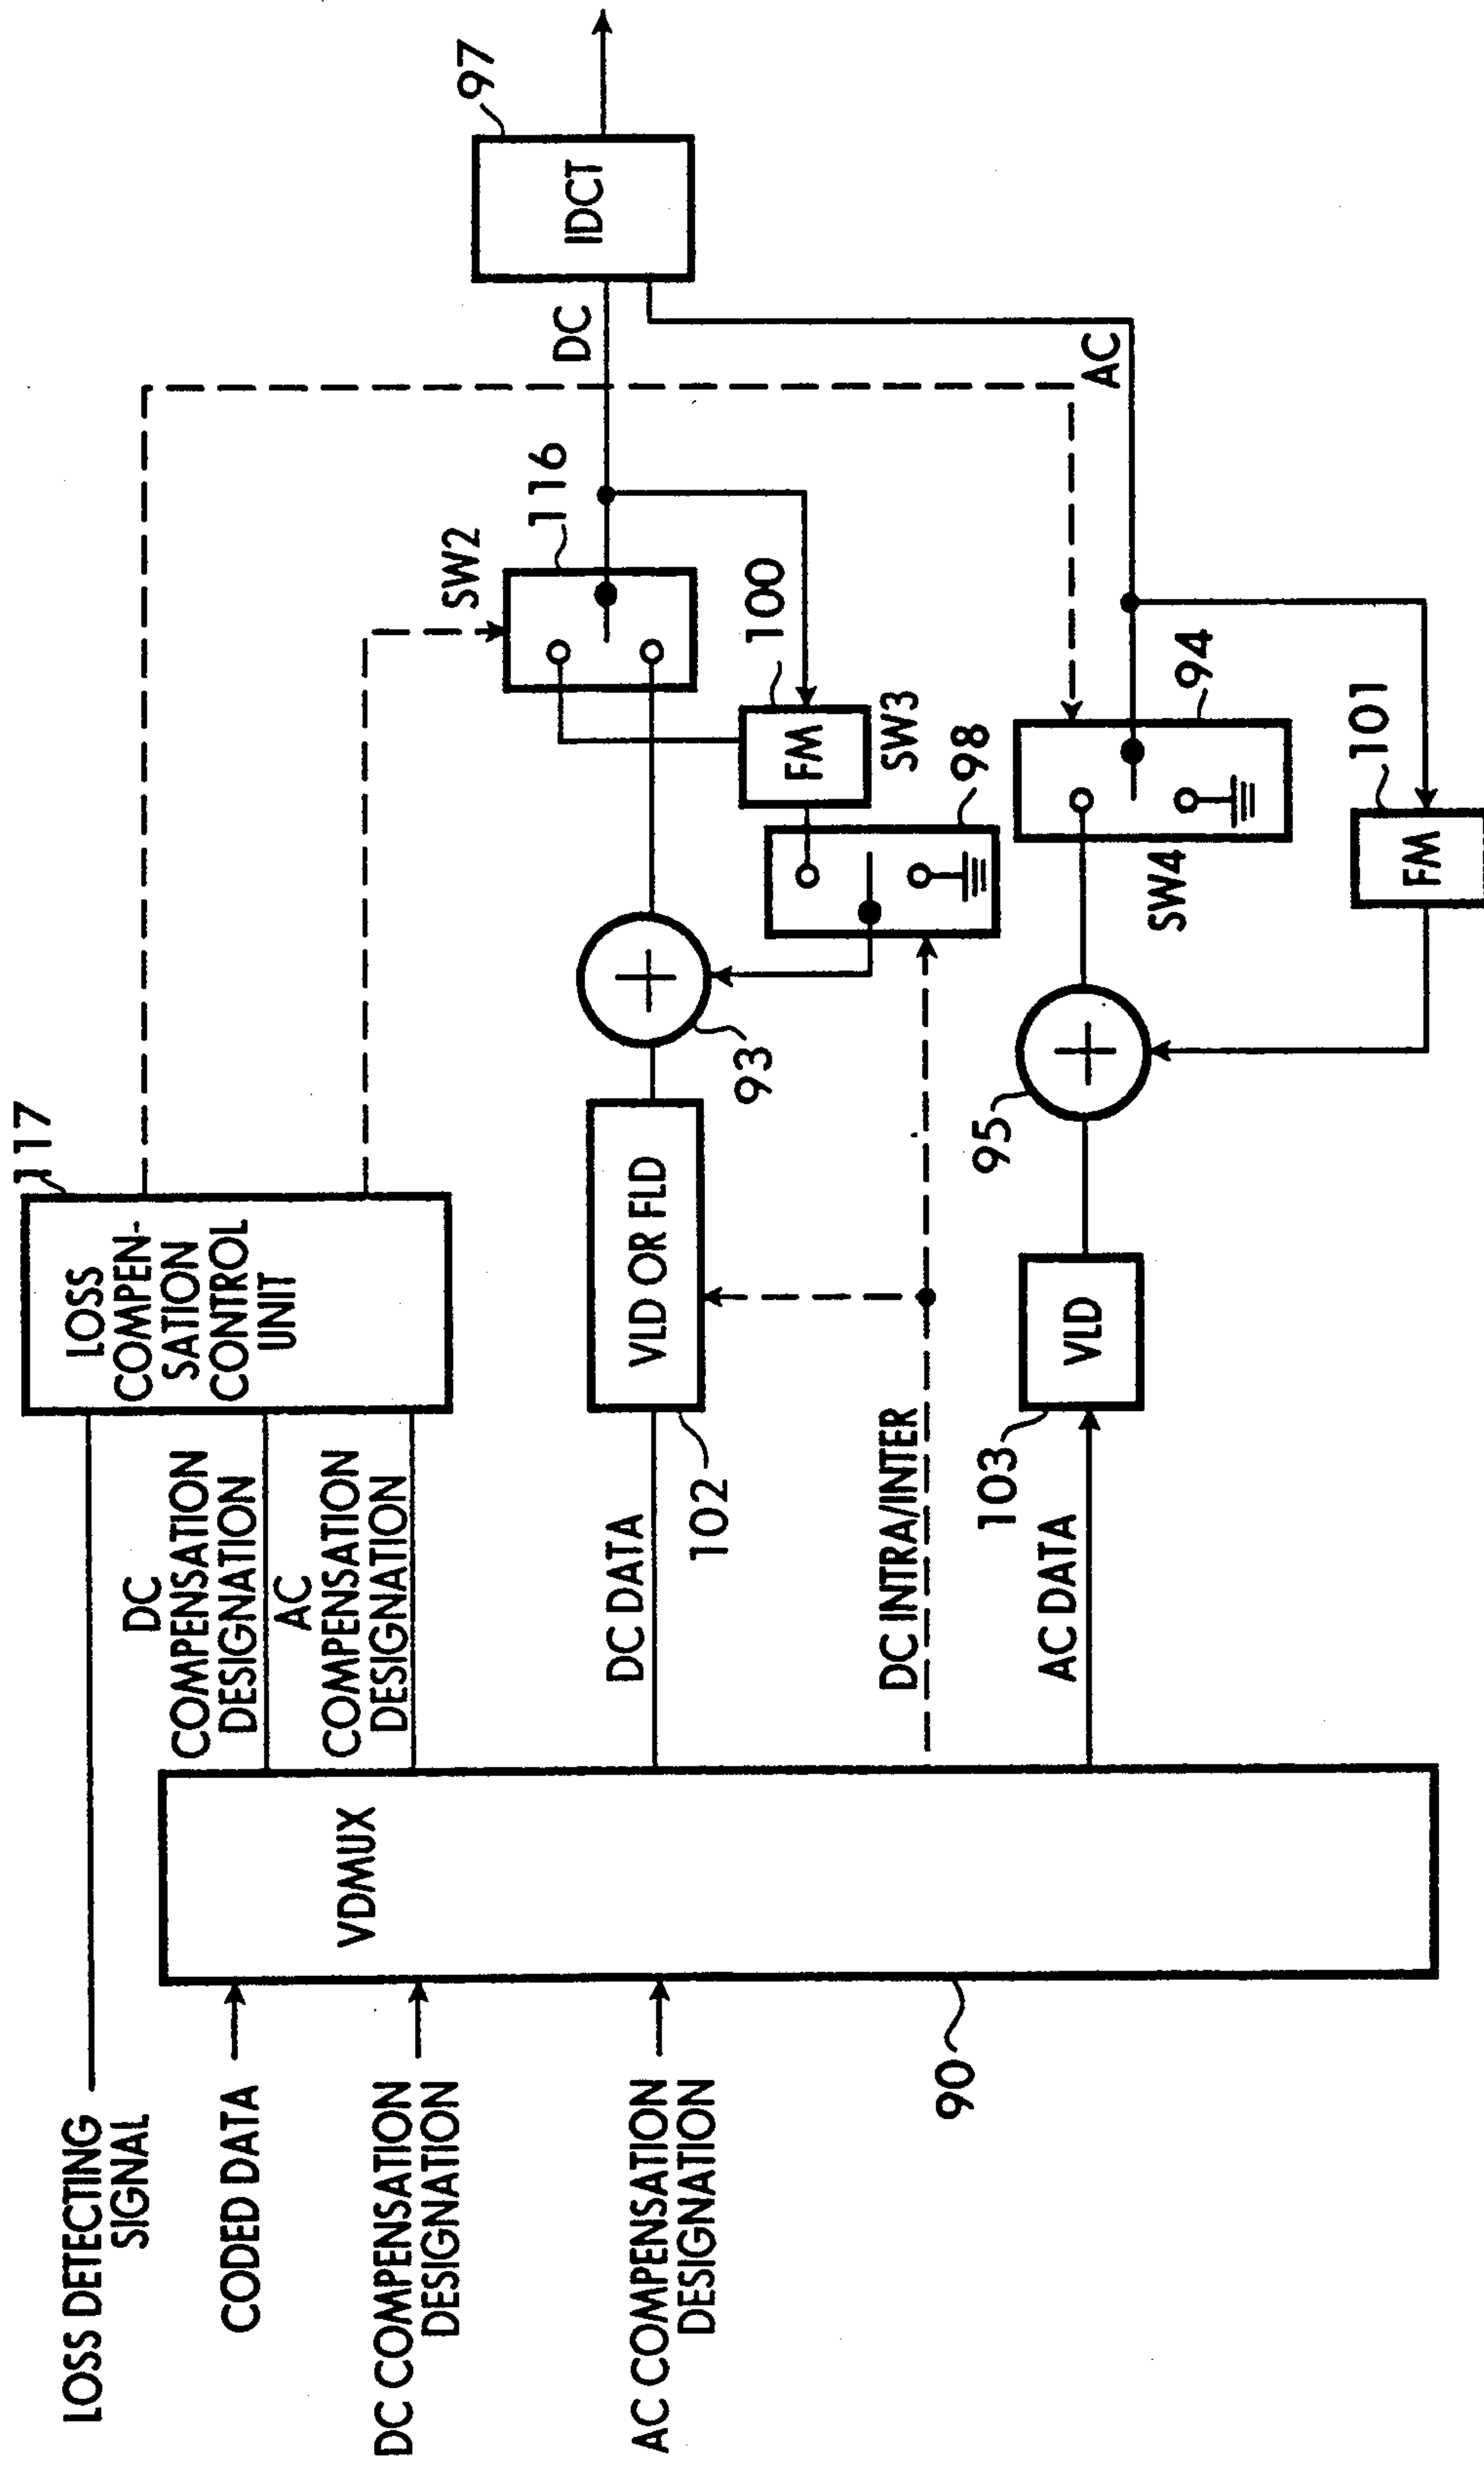 LOSS DETECTING
SIGNAL
CODED DATA
DC COMPENSATION
DESIGNATION
AC COMPENSATION
DESIGNATION
90
VDMUX
DC
COMPENSATION
DESIGNATION
AC
COMPENSATION
DESIGNATION
DC DATA
DC INTRA/INTER
AC DATA
117
LOSS
COMPEN-
SATION
CONTROL
UNIT
102
VLD OR FLD
103
VLD
93
95
SW2
116
100
FM
SW3
98
SW4
94
101
FM
DC
AC
97
IDCT